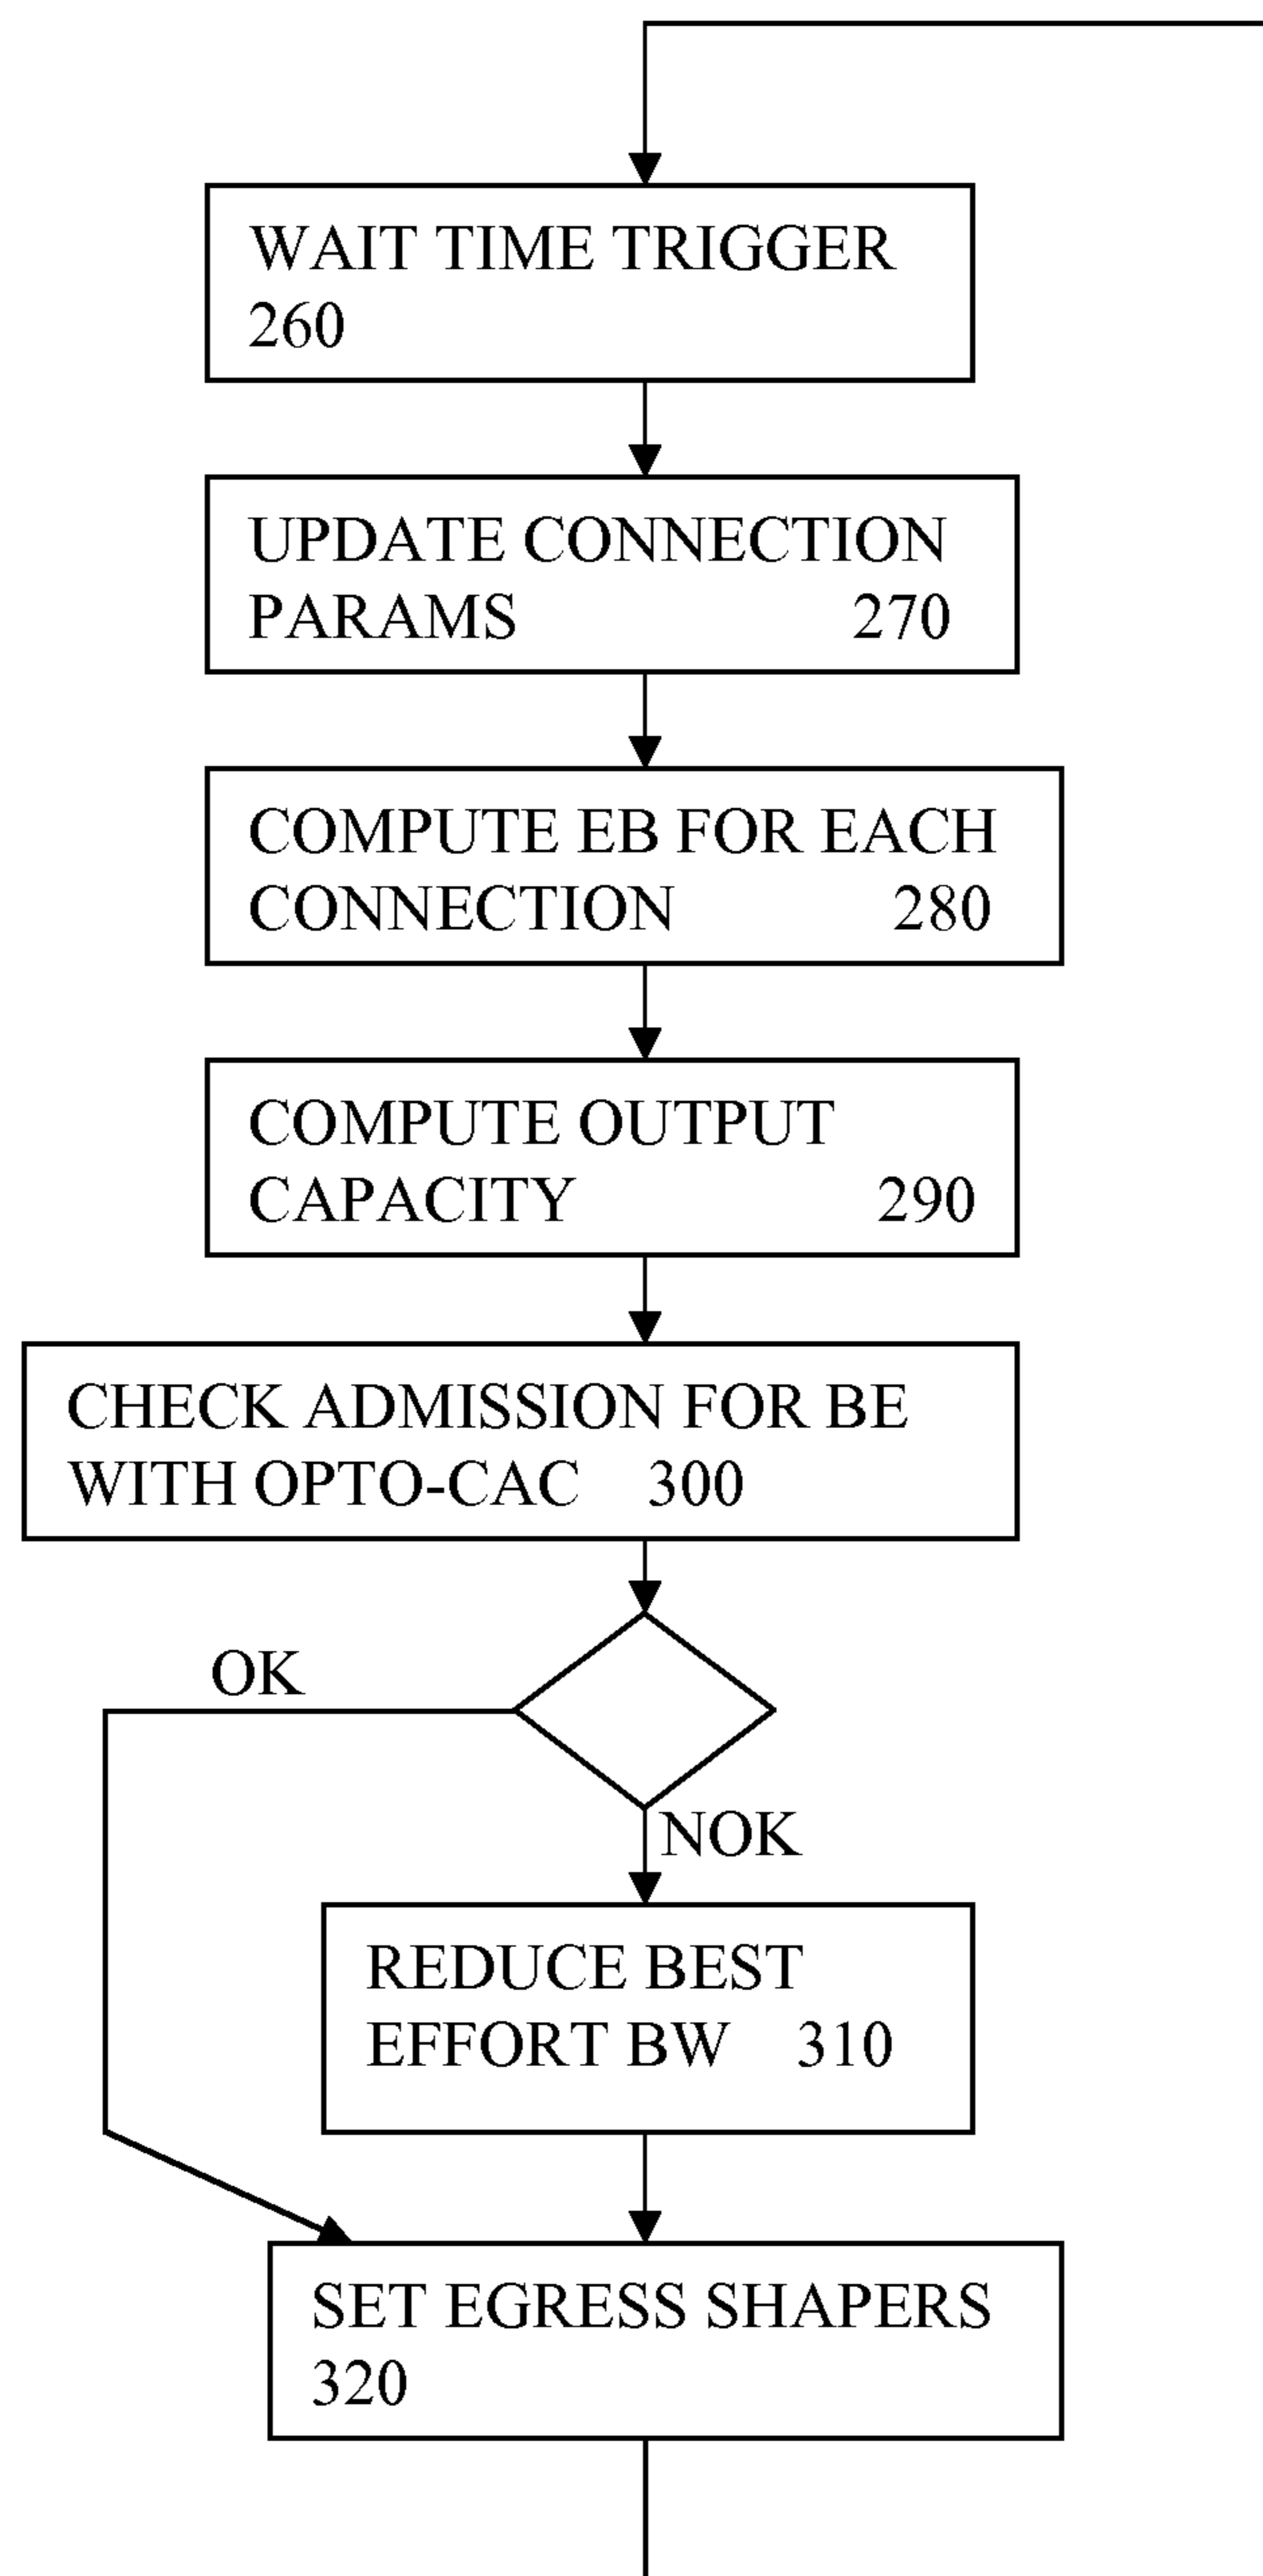 WAIT TIME TRIGGER
260
UPDATE CONNECTION
PARAMS 270
COMPUTE EB FOR EACH
CONNECTION 280
COMPUTE OUTPUT
CAPACITY 290
CHECK ADMISSION FOR BE
WITH OPTO-CAC 300
OK
NOK
REDUCE BEST
EFFORT BW 310
SET EGRESS SHAPERS
320